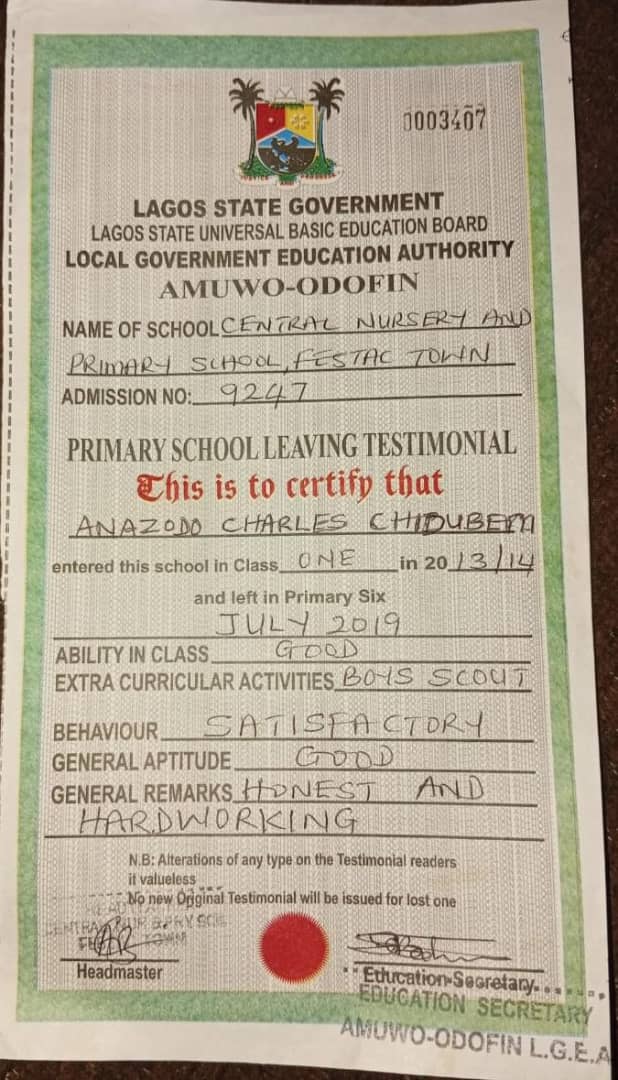 0003407
LAGOS STATE GOVERNMENT
LAGOS STATE UNIVERSAL BASIC EDUCATION BOARD
LOCAL GOVERNMENT EDUCATION AUTHORITY
AMUWO-ODOFIN
NAME OF SCHOOL CENTRAL NURSERY AND
PRIMARY SCHOOL, FESTAC TOWN
ADMISSION NO: 9247
PRIMARY SCHOOL LEAVING TESTIMONIAL
This is to certify that
ANAZODO CHARLES CHIDUBEM
entered this school in Class ONE in 2013/14
and left in Primary Six
JULY 2019
ABILITY IN CLASS GOOD
EXTRA CURRICULAR ACTIVITIES BOYS SCOUT
BEHAVIOUR SATISFACTORY
GENERAL APTITUDE GOOD
GENERAL REMARKS HONEST AND
HARDWORKING
N.B: Alterations of any type on the Testimonial readers
it valueless
No new Original Testimonial will be issued for lost one
TOWN
Headmaster
Education Secretary
EDUCATION SECRETARY
AMUWO-ODOFIN L.G.E.A